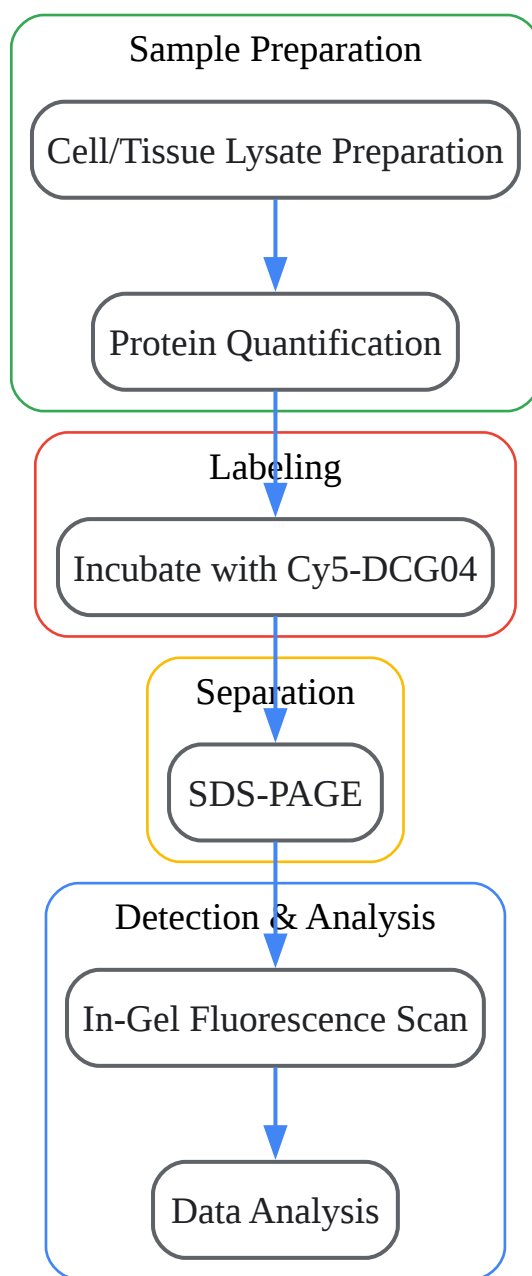 Sample Preparation
Cell/Tissue Lysate Preparation
Protein Quantification
Labeling
Incubate with Cy5-DCG04
Separation
SDS-PAGE
Detection & Analysis
In-Gel Fluorescence Scan
Data Analysis